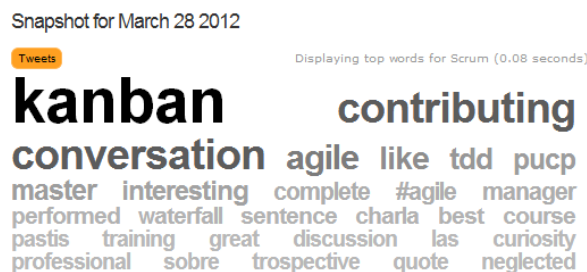 Snapshot for March 28 2012
Tweets Displaying top words for Scrum (0.08 seconds)
kanban contributing
conversation agile like tdd pucp
master interesting complete #agile manager
performed waterfall sentence charla best course
pastis training great discussion las curiosity
professional sobre trospective quote neglected